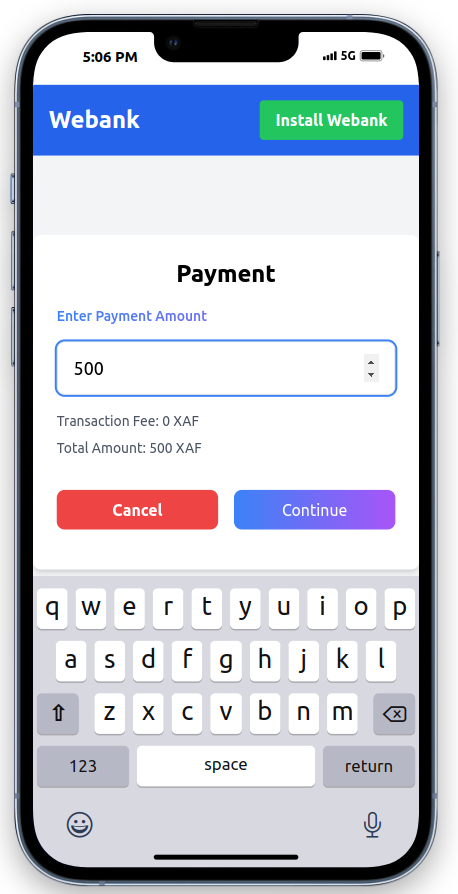 5:06 PM 5G
Webank Install Webank
Payment
Enter Payment Amount
500
Transaction Fee: 0 XAF
Total Amount: 500 XAF
Cancel Continue
q w e r t y u i o p
a s d f g h j k l
z x c v b n m
123 space return